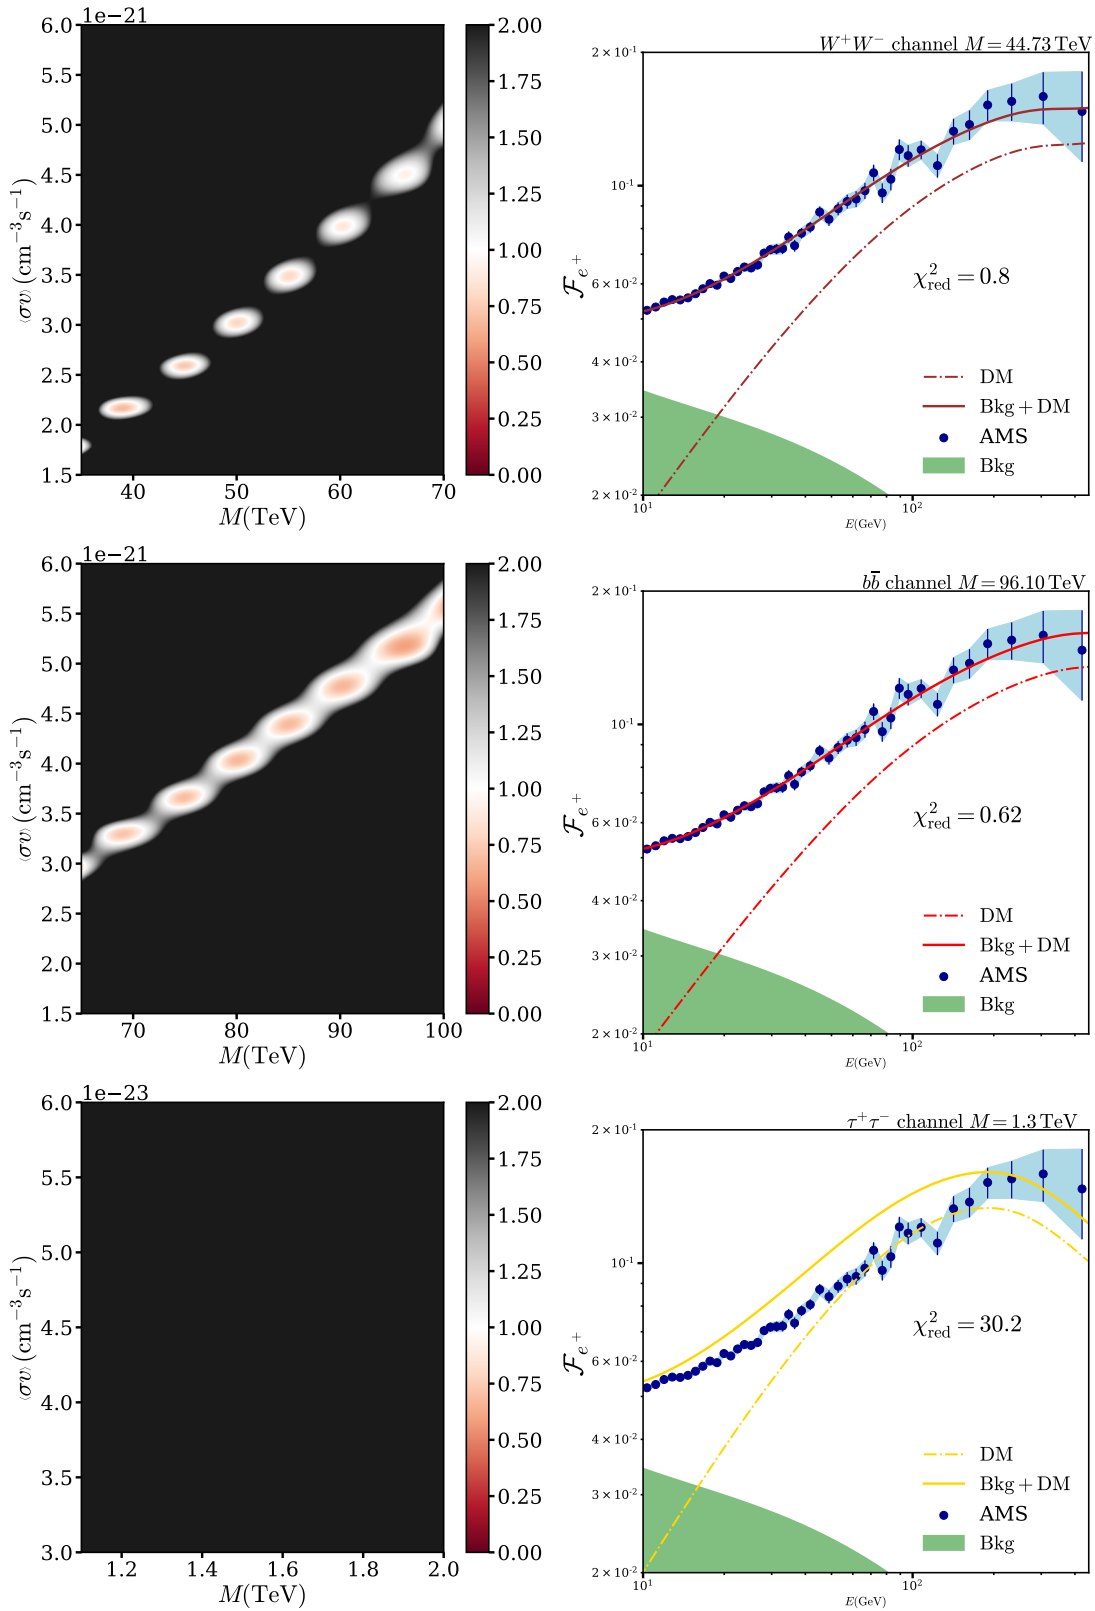 1e−21
6.0
5.5
5.0
4.5
4.0
3.5
3.0
2.5
2.0
1.5
⟨σv⟩ (cm⁻³s⁻¹)
40 50 60 70
M(TeV)
2.00
1.75
1.50
1.25
1.00
0.75
0.50
0.25
0.00
W⁺W⁻ channel M = 44.73 TeV
2 × 10⁻¹
10⁻¹
6 × 10⁻²
4 × 10⁻²
3 × 10⁻²
2 × 10⁻²
𝓕ₑ₊
χ²red = 0.8
DM
Bkg + DM
AMS
Bkg
10¹ 10²
E(GeV)
1e−21
6.0
5.5
5.0
4.5
4.0
3.5
3.0
2.5
2.0
1.5
⟨σv⟩ (cm⁻³s⁻¹)
70 80 90 100
M(TeV)
2.00
1.75
1.50
1.25
1.00
0.75
0.50
0.25
0.00
bb̅ channel M = 96.10 TeV
2 × 10⁻¹
10⁻¹
6 × 10⁻²
4 × 10⁻²
3 × 10⁻²
2 × 10⁻²
𝓕ₑ₊
χ²red = 0.62
DM
Bkg + DM
AMS
Bkg
10¹ 10²
E(GeV)
1e−23
6.0
5.5
5.0
4.5
4.0
3.5
3.0
⟨σv⟩ (cm⁻³s⁻¹)
1.2 1.4 1.6 1.8 2.0
M(TeV)
2.00
1.75
1.50
1.25
1.00
0.75
0.50
0.25
0.00
τ⁺τ⁻ channel M = 1.3 TeV
2 × 10⁻¹
10⁻¹
6 × 10⁻²
4 × 10⁻²
3 × 10⁻²
2 × 10⁻²
𝓕ₑ₊
χ²red = 30.2
DM
Bkg + DM
AMS
Bkg
10¹ 10²
E(GeV)